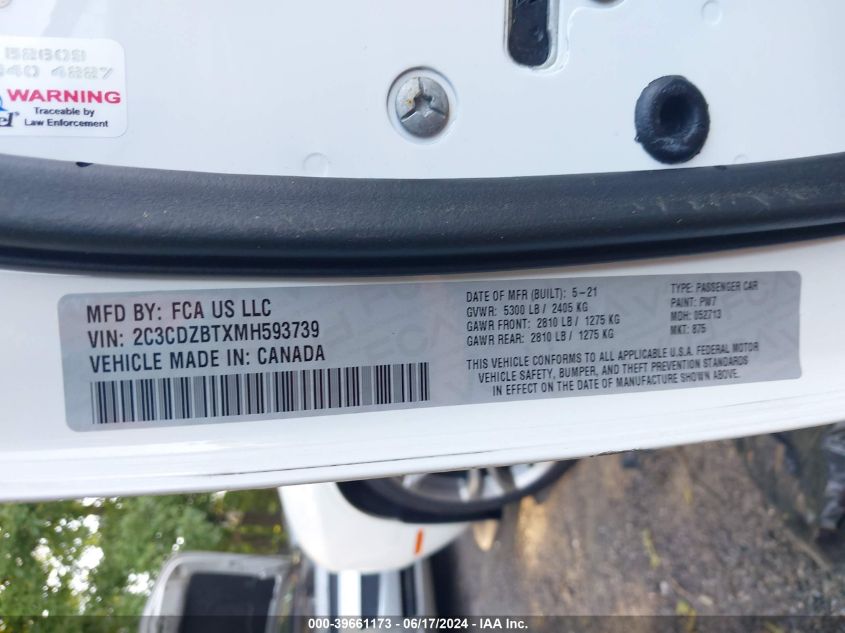 52609
40 4227
WARNING
Traceable by
Law Enforcement
MFD BY: FCA US LLC
VIN: 2C3CDZBTXMH593739
VEHICLE MADE IN: CANADA
DATE OF MFR (BUILT): 5-21
GVWR: 5300 LB / 2405 KG
GAWR FRONT: 2810 LB / 1275 KG
GAWR REAR: 2810 LB / 1275 KG
TYPE: PASSENGER CAR
PAINT: PW7
MDH: 052713
MKT: 875
THIS VEHICLE CONFORMS TO ALL APPLICABLE U.S.A. FEDERAL MOTOR
VEHICLE SAFETY, BUMPER, AND THEFT PREVENTION STANDARDS
IN EFFECT ON THE DATE OF MANUFACTURE SHOWN ABOVE.
000-39661173 - 06/17/2024 - IAA Inc.